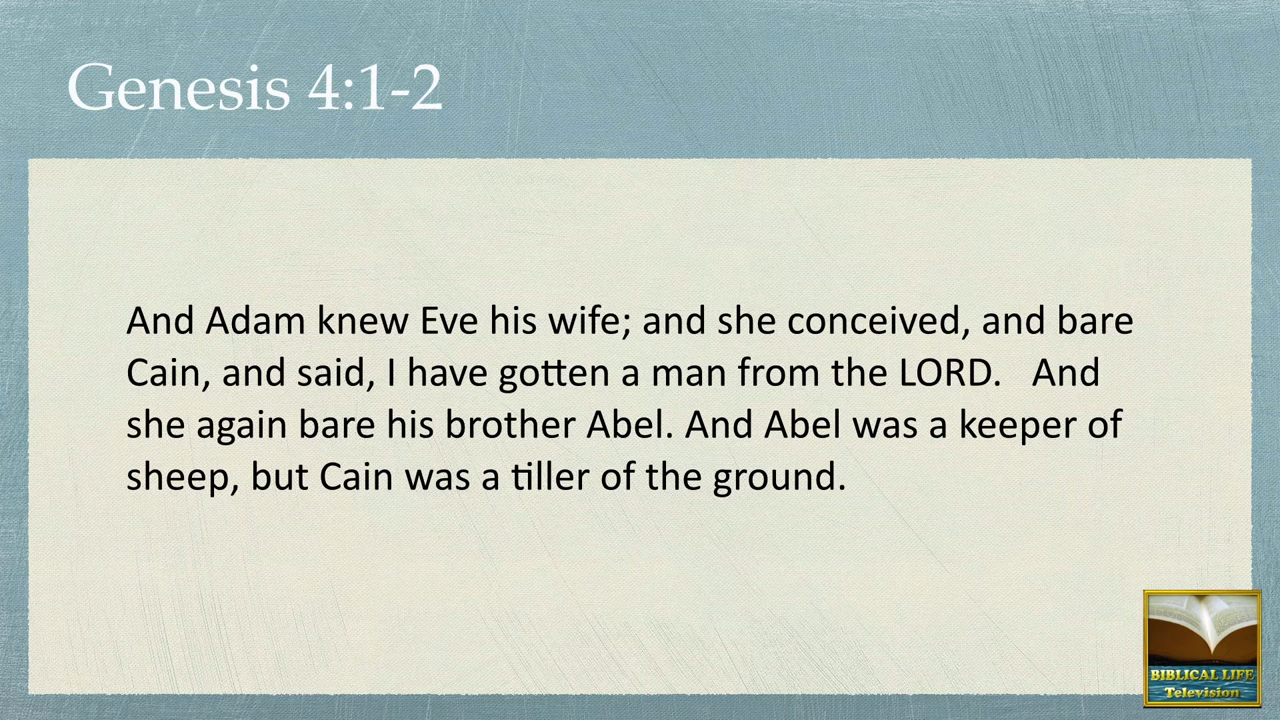 Genesis 4:1-2
And Adam knew Eve his wife; and she conceived, and bare
Cain, and said, I have gotten a man from the LORD.   And
she again bare his brother Abel. And Abel was a keeper of
sheep, but Cain was a tiller of the ground.
BIBLICAL LIFE
Television